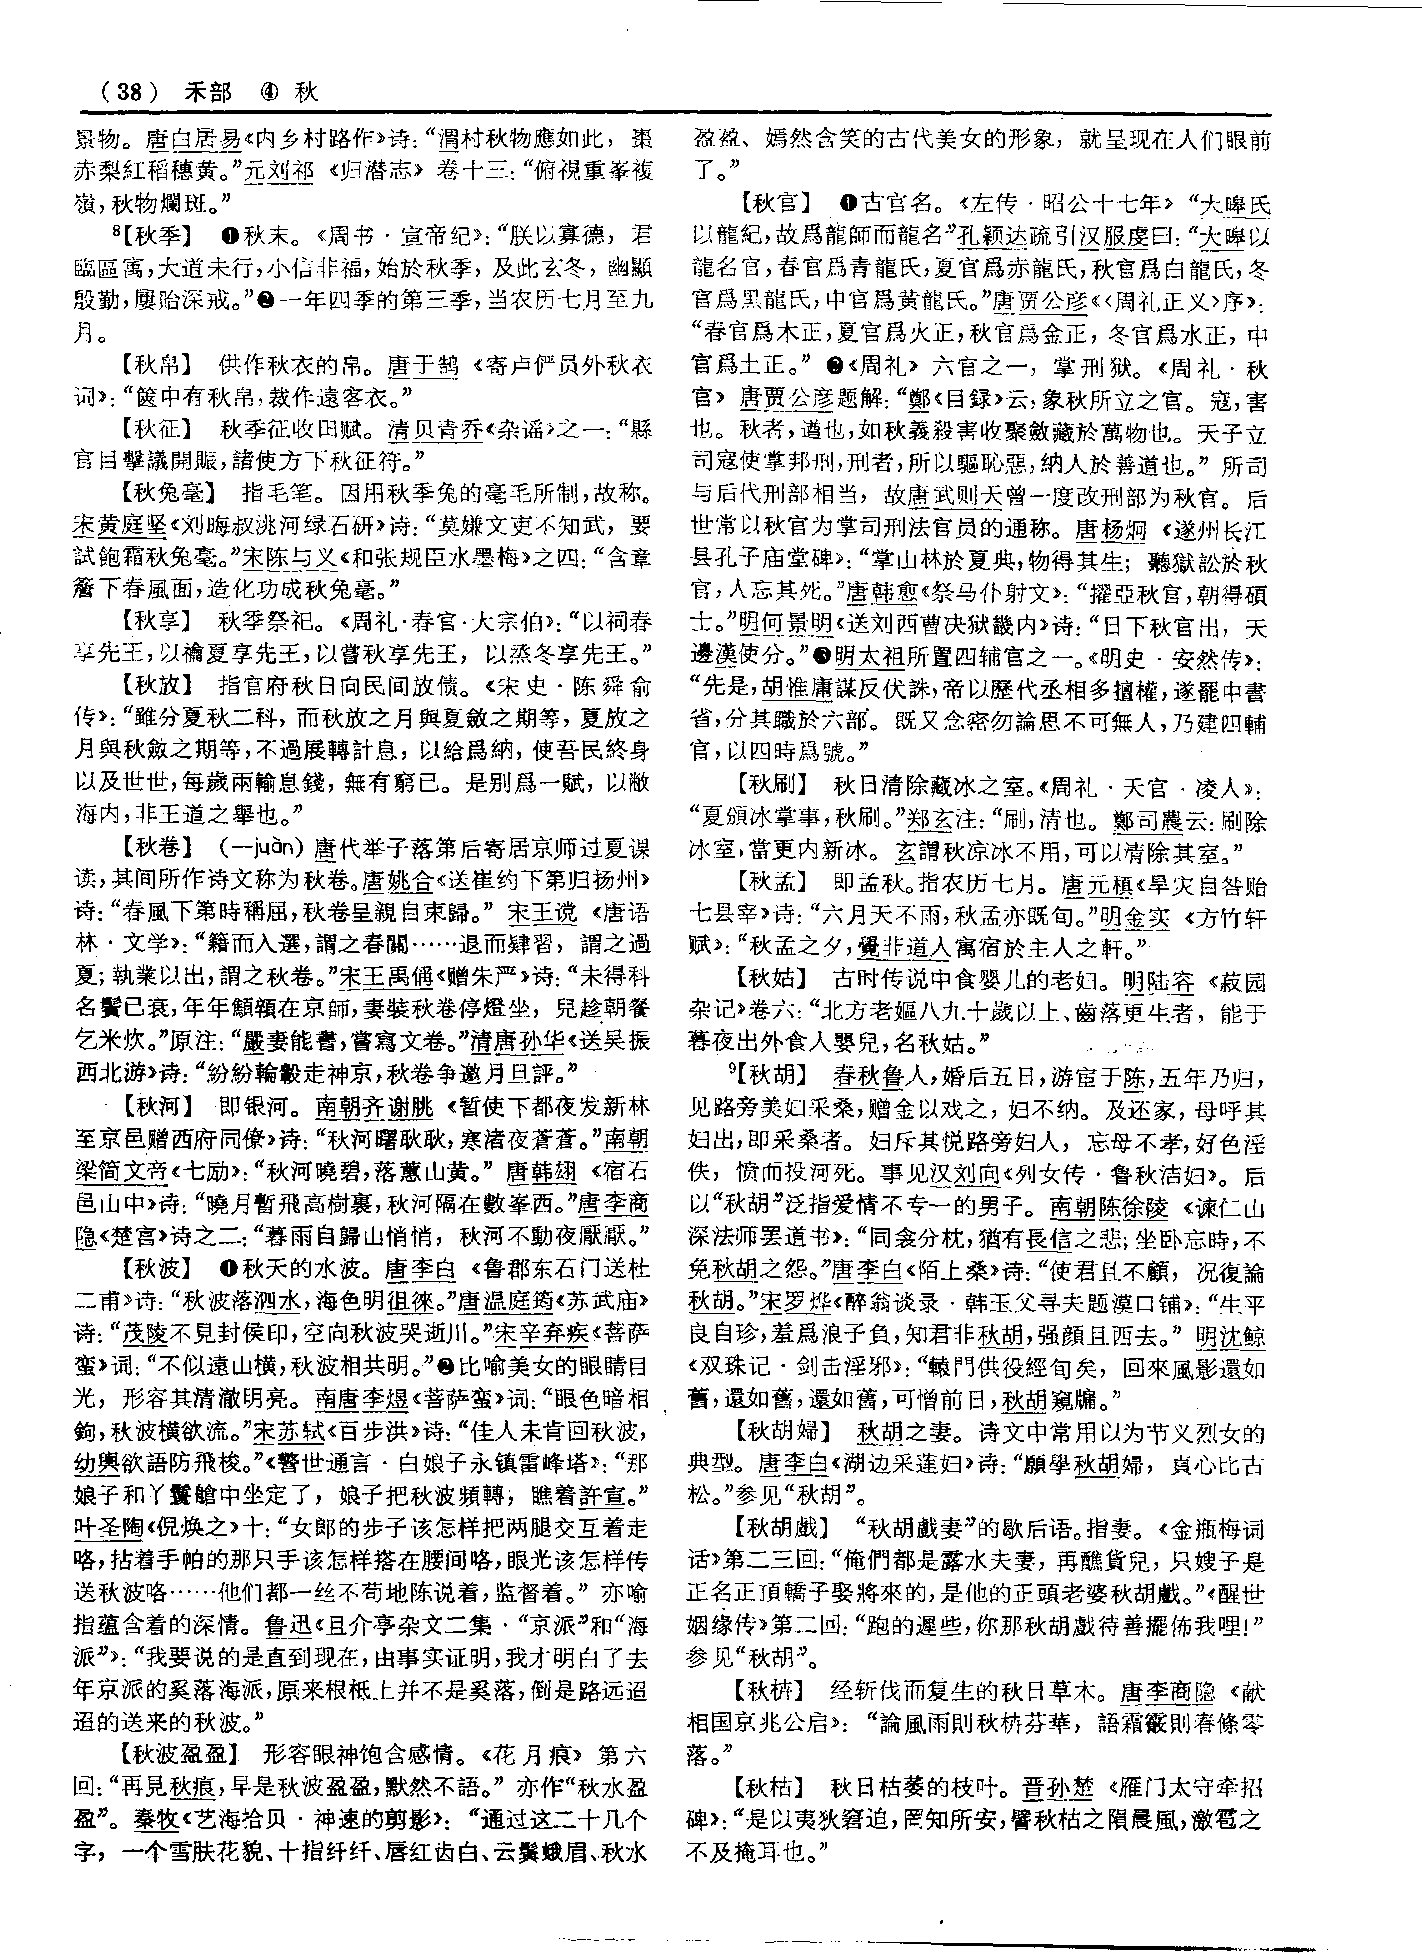 (38) 禾部 ④ 秋
景物。唐白居易《内乡村路作》诗：“渭村秋物應如此，棗
赤梨紅稻穗黄。”元刘祁《归潜志》卷十三：“俯視重峯複
嶺，秋物爛斑。”
8【秋季】 ❶秋末。《周书·宣帝纪》：“朕以寡德，君
臨區寓，大道未行，小信非福，始於秋季，及此玄冬，幽顯
殷勤，屢貽深戒。”❷一年四季的第三季，当农历七月至九
月。
【秋帛】 供作秋衣的帛。唐于鹄《寄卢俨员外秋衣
词》：“篋中有秋帛，裁作遠客衣。”
【秋征】 秋季征收田赋。清贝青乔《杂谣》之一：“縣
官目擊議開賑，諸使方下秋征符。”
【秋兔毫】 指毛笔。因用秋季兔的毫毛所制，故称。
宋黄庭坚《刘晦叔洮河绿石研》诗：“莫嫌文吏不知武，要
試飽霜秋兔毫。”宋陈与义《和张规臣水墨梅》之四：“含章
簷下春風面，造化功成秋兔毫。”
【秋享】 秋季祭祀。《周礼·春官·大宗伯》：“以祠春
享先王，以禴夏享先王，以嘗秋享先王，以烝冬享先王。”
【秋放】 指官府秋日向民间放债。《宋史·陈舜俞
传》：“雖分夏秋二科，而秋放之月與夏斂之期等，夏放之
月與秋斂之期等，不過展轉計息，以給爲納，使吾民終身
以及世世，每歲兩輸息錢，無有窮已。是别爲一賦，以敝
海内，非王道之舉也。”
【秋卷】 (—juàn) 唐代举子落第后寄居京师过夏课
读，其间所作诗文称为秋卷。唐姚合《送崔约下第归扬州》
诗：“春風下第時稱屈，秋卷呈親自束歸。” 宋王谠《唐语
林·文学》：“籍而入選，謂之春闈……退而肄習，謂之過
夏；執業以出，謂之秋卷。”宋王禹偁《赠朱严》诗：“未得科
名鬢已衰，年年顦顇在京師，妻裝秋卷停燈坐，兒趁朝餐
乞米炊。”原注：“嚴妻能書，嘗寫文卷。”清唐孙华《送吴振
西北游》诗：“紛紛輪轂走神京，秋卷争邀月旦評。”
【秋河】 即银河。南朝齐谢朓《暂使下都夜发新林
至京邑赠西府同僚》诗：“秋河曙耿耿，寒渚夜蒼蒼。”南朝
梁简文帝《七励》：“秋河曉碧，落蕙山黄。” 唐韩翃《宿石
邑山中》诗：“曉月暫飛高樹裏，秋河隔在數峯西。”唐李商
隐《楚宫》诗之二：“暮雨自歸山悄悄，秋河不動夜厭厭。”
【秋波】 ❶秋天的水波。唐李白《鲁郡东石门送杜
二甫》诗：“秋波落泗水，海色明徂徠。”唐温庭筠《苏武庙》
诗：“茂陵不見封侯印，空向秋波哭逝川。”宋辛弃疾《菩萨
蛮》词：“不似遠山横，秋波相共明。”❷比喻美女的眼睛目
光，形容其清澈明亮。南唐李煜《菩萨蛮》词：“眼色暗相
鉤，秋波横欲流。”宋苏轼《百步洪》诗：“佳人未肯回秋波，
幼輿欲語防飛梭。”《警世通言·白娘子永镇雷峰塔》：“那
娘子和丫鬟艙中坐定了，娘子把秋波頻轉，瞧着許宣。”
叶圣陶《倪焕之》十：“女郎的步子该怎样把两腿交互着走
咯，拈着手帕的那只手该怎样搭在腰间咯，眼光该怎样传
送秋波咯……他们都一丝不苟地陈说着，监督着。” 亦喻
指蕴含着的深情。鲁迅《且介亭杂文二集·“京派”和“海
派”》：“我要说的是直到现在，由事实证明，我才明白了去
年京派的奚落海派，原来根柢上并不是奚落，倒是路远迢
迢的送来的秋波。”
【秋波盈盈】 形容眼神饱含感情。《花月痕》第六
回：“再見秋痕，早是秋波盈盈，默然不語。” 亦作“秋水盈
盈”。秦牧《艺海拾贝·神速的剪影》：“通过这二十几个
字，一个雪肤花貌、十指纤纤、唇红齿白、云鬓蛾眉、秋水
盈盈、嫣然含笑的古代美女的形象，就呈现在人们眼前
了。”
【秋官】 ❶古官名。《左传·昭公十七年》“大皞氏
以龍紀，故爲龍師而龍名”孔颖达疏引汉服虔曰：“大皞以
龍名官，春官爲青龍氏，夏官爲赤龍氏，秋官爲白龍氏，冬
官爲黑龍氏，中官爲黄龍氏。”唐贾公彦《〈周礼正义〉序》：
“春官爲木正，夏官爲火正，秋官爲金正，冬官爲水正，中
官爲土正。” ❷《周礼》六官之一，掌刑狱。《周礼·秋
官》唐贾公彦题解：“鄭《目録》云，象秋所立之官。寇，害
也。秋者，遒也，如秋義殺害收聚斂藏於萬物也。天子立
司寇使掌邦刑，刑者，所以驅恥惡，納人於善道也。” 所司
与后代刑部相当，故唐武则天曾一度改刑部为秋官。后
世常以秋官为掌司刑法官员的通称。唐杨炯《遂州长江
县孔子庙堂碑》：“掌山林於夏典，物得其生；聽獄訟於秋
官，人忘其死。”唐韩愈《祭马仆射文》：“擢亞秋官，朝得碩
士。”明何景明《送刘西曹决狱畿内》诗：“日下秋官出，天
邊漢使分。”❸明太祖所置四辅官之一。《明史·安然传》：
“先是，胡惟庸謀反伏誅，帝以歷代丞相多擅權，遂罷中書
省，分其職於六部。既又念密勿論思不可無人，乃建四輔
官，以四時爲號。”
【秋刷】 秋日清除藏冰之室。《周礼·天官·凌人》：
“夏頒冰掌事，秋刷。”郑玄注：“刷，清也。鄭司農云：刷除
冰室，當更内新冰。玄謂秋凉冰不用，可以清除其室。”
【秋孟】 即孟秋。指农历七月。唐元稹《旱灾自咎贻
七县宰》诗：“六月天不雨，秋孟亦既旬。”明金实《方竹轩
赋》：“秋孟之夕，覺非道人寓宿於主人之軒。”
【秋姑】 古时传说中食婴儿的老妇。明陆容《菽园
杂记》卷六：“北方老嫗八九十歲以上、齒落更生者，能于
暮夜出外食人嬰兒，名秋姑。”
9【秋胡】 春秋鲁人，婚后五日，游宦于陈，五年乃归，
见路旁美妇采桑，赠金以戏之，妇不纳。及还家，母呼其
妇出，即采桑者。妇斥其悦路旁妇人，忘母不孝，好色淫
佚，愤而投河死。事见汉刘向《列女传·鲁秋洁妇》。后
以“秋胡”泛指爱情不专一的男子。南朝陈徐陵《谏仁山
深法师罢道书》：“同衾分枕，猶有長信之悲；坐卧忘時，不
免秋胡之怨。”唐李白《陌上桑》诗：“使君且不顧，况復論
秋胡。”宋罗烨《醉翁谈录·韩玉父寻夫题漠口铺》：“生平
良自珍，羞爲浪子負，知君非秋胡，强顔且西去。” 明沈鲸
《双珠记·剑击淫邪》：“轅門供役經旬矣，回來風影還如
舊，還如舊，還如舊，可憎前日，秋胡窺牖。”
【秋胡婦】 秋胡之妻。诗文中常用以为节义烈女的
典型。唐李白《湖边采莲妇》诗：“願學秋胡婦，貞心比古
松。”参见“秋胡”。
【秋胡戲】 “秋胡戲妻”的歇后语。指妻。《金瓶梅词
话》第二三回：“俺們都是露水夫妻，再醮貨兒，只嫂子是
正名正頂轎子娶將來的，是他的正頭老婆秋胡戲。”《醒世
姻缘传》第二回：“跑的遲些，你那秋胡戲待善擺佈我哩！”
参见“秋胡”。
【秋枿】 经斩伐而复生的秋日草木。唐李商隐《献
相国京兆公启》：“論風雨則秋枿芬華，語霜霰則春條零
落。”
【秋枯】 秋日枯萎的枝叶。晋孙楚《雁门太守牵招
碑》：“是以夷狄窘迫，罔知所安，譬秋枯之隕晨風，激雹之
不及掩耳也。”